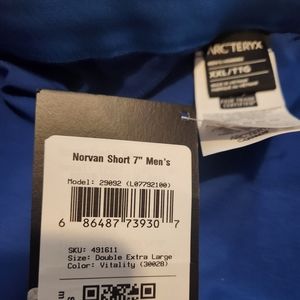 ARC'TERYX
XXL/TTG
Norvan Short 7" Men's
Model: 29092 (L07792100)
6 86487 73930 7
SKU: 491611
Size: Double Extra Large
Color: Vitality (30028)